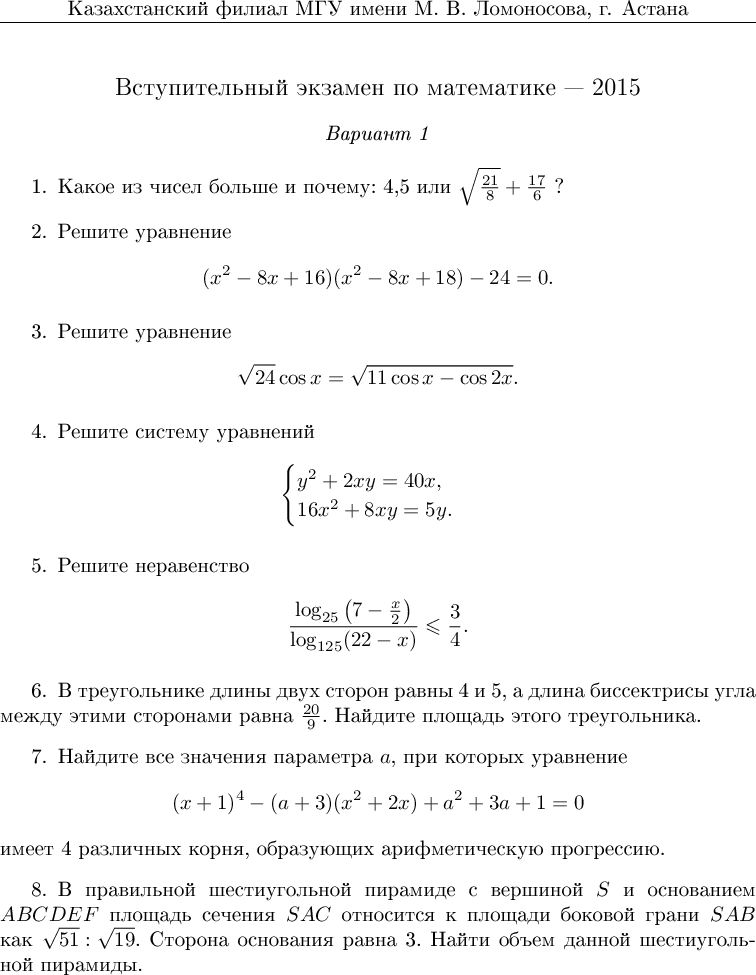 Казахстанский филиал МГУ имени М. В. Ломоносова, г. Астана
Вступительный экзамен по математике — 2015
Вариант 1
1. Какое из чисел больше и почему: 4,5 или $\sqrt{\frac{21}{8}} + \frac{17}{6}$ ?
2. Решите уравнение
$(x^2 - 8x + 16)(x^2 - 8x + 18) - 24 = 0.$
3. Решите уравнение
$\sqrt{24} \cos x = \sqrt{11 \cos x - \cos 2x}.$
4. Решите систему уравнений
$\begin{cases} y^2 + 2xy = 40x, \\ 16x^2 + 8xy = 5y. \end{cases}$
5. Решите неравенство
$\frac{\log_{25} \left(7 - \frac{x}{2}\right)}{\log_{125}(22 - x)} \leqslant \frac{3}{4}.$
6. В треугольнике длины двух сторон равны 4 и 5, а длина биссектрисы угла
между этими сторонами равна $\frac{20}{9}$. Найдите площадь этого треугольника.
7. Найдите все значения параметра $a$, при которых уравнение
$(x + 1)^4 - (a + 3)(x^2 + 2x) + a^2 + 3a + 1 = 0$
имеет 4 различных корня, образующих арифметическую прогрессию.
8. В правильной шестиугольной пирамиде с вершиной $S$ и основанием
$ABCDEF$ площадь сечения $SAC$ относится к площади боковой грани $SAB$
как $\sqrt{51} : \sqrt{19}$. Сторона основания равна 3. Найти объем данной шестиуголь-
ной пирамиды.